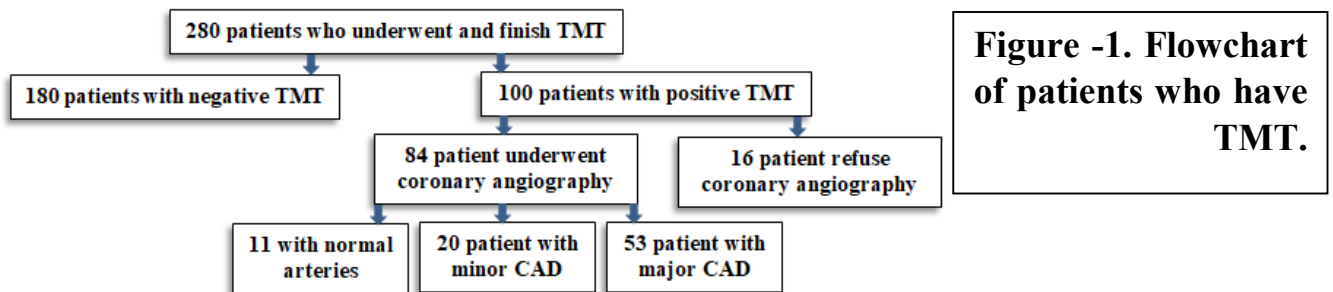 280 patients who underwent and finish TMT
180 patients with negative TMT
100 patients with positive TMT
84 patient underwent
coronary angiography
16 patient refuse
coronary angiography
11 with normal
arteries
20 patient with
minor CAD
53 patient with
major CAD
Figure -1. Flowchart
of patients who have
TMT.